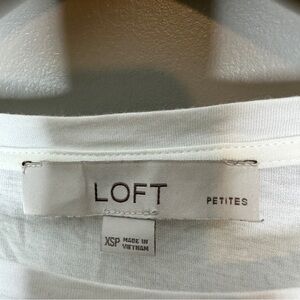 LOFT PETITES
XSP MADE IN
VIETNAM